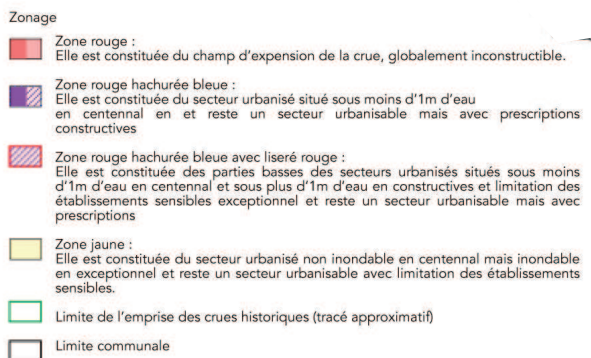 Zonage
Zone rouge :
Elle est constituée du champ d'expension de la crue, globalement inconstructible.
Zone rouge hachurée bleue :
Elle est constituée du secteur urbanisé situé sous moins d'1m d'eau
en centennal en et reste un secteur urbanisable mais avec prescriptions
constructives
Zone rouge hachurée bleue avec liseré rouge :
Elle est constituée des parties basses des secteurs urbanisés situés sous moins
d'1m d'eau en centennal et sous plus d'1m d'eau en constructives et limitation des
établissements sensibles exceptionnel et reste un secteur urbanisable mais avec
prescriptions
Zone jaune :
Elle est constituée du secteur urbanisé non inondable en centennal mais inondable
en exceptionnel et reste un secteur urbanisable avec limitation des établissements
sensibles.
Limite de l'emprise des crues historiques (tracé approximatif)
Limite communale